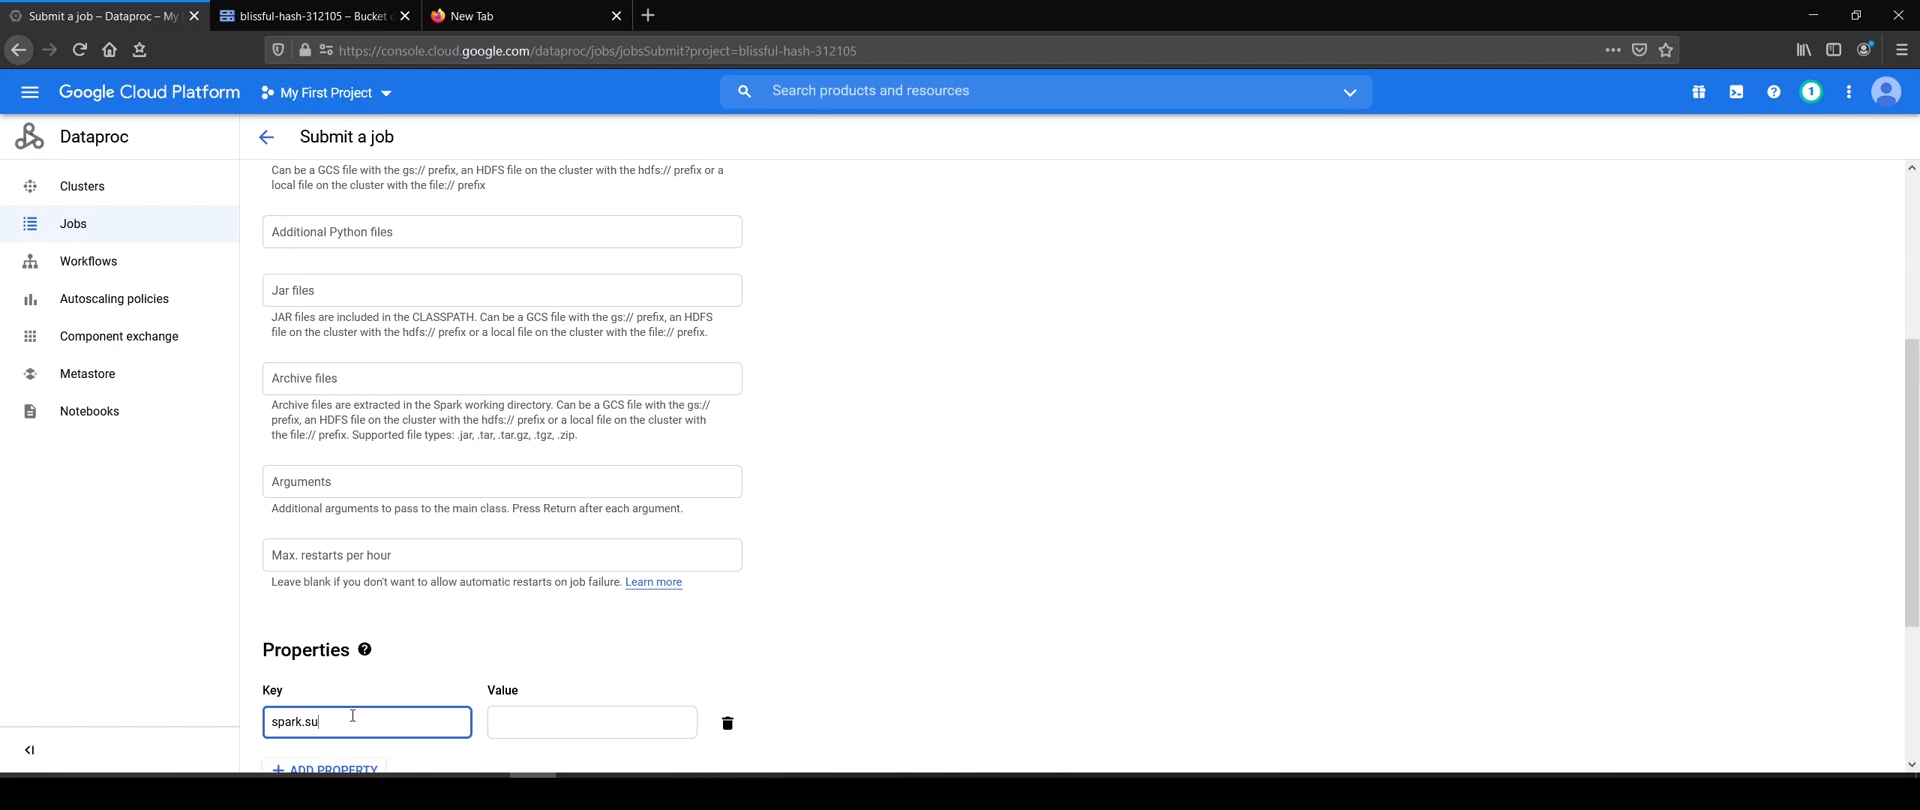 Submit a job – Dataproc – My
blissful-hash-312105 – Bucket
New Tab
https://console.cloud.google.com/dataproc/jobs/jobsSubmit?project=blissful-hash-312105
Google Cloud Platform
My First Project
Search products and resources
1
Dataproc
Submit a job
Clusters
Jobs
Workflows
Autoscaling policies
Component exchange
Metastore
Notebooks
Can be a GCS file with the gs:// prefix, an HDFS file on the cluster with the hdfs:// prefix or a
local file on the cluster with the file:// prefix
Additional Python files
Jar files
JAR files are included in the CLASSPATH. Can be a GCS file with the gs:// prefix, an HDFS
file on the cluster with the hdfs:// prefix or a local file on the cluster with the file:// prefix.
Archive files
Archive files are extracted in the Spark working directory. Can be a GCS file with the gs://
prefix, an HDFS file on the cluster with the hdfs:// prefix or a local file on the cluster with
the file:// prefix. Supported file types: .jar, .tar, .tar.gz, .tgz, .zip.
Arguments
Additional arguments to pass to the main class. Press Return after each argument.
Max. restarts per hour
Leave blank if you don't want to allow automatic restarts on job failure. Learn more
Properties
Key
Value
spark.su
+ ADD PROPERTY